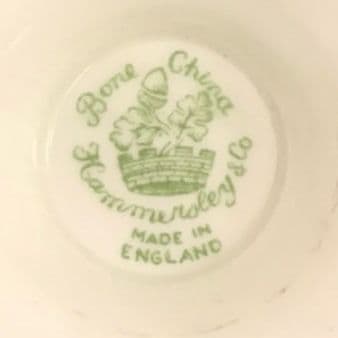 Bone China
Hammersley & Co
MADE IN
ENGLAND